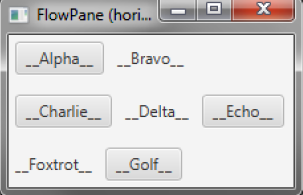 FlowPane (hori...
__Alpha__ __Bravo__
__Charlie__ __Delta__ __Echo__
__Foxtrot__ __Golf__